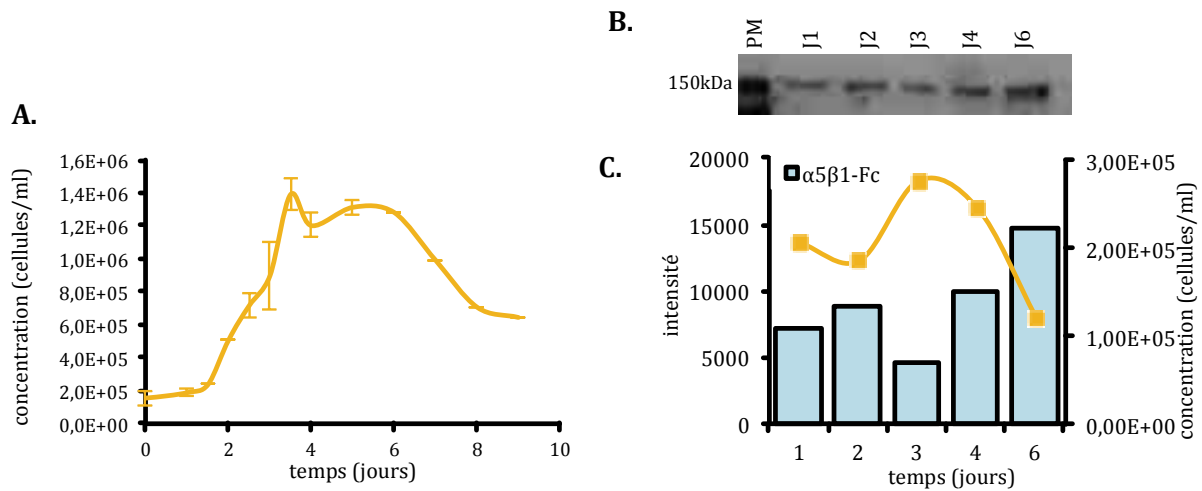 A.
concentration (cellules/ml)
1,6E+06
1,4E+06
1,2E+06
1,0E+06
8,0E+05
6,0E+05
4,0E+05
2,0E+05
0,0E+00
0 2 4 6 8 10
temps (jours)
B.
PM J1 J2 J3 J4 J6
150kDa
C.
α5β1-Fc
intensité
20000
15000
10000
5000
0
3,00E+05
2,00E+05
1,00E+05
0,00E+00
concentration (cellules/ml)
1 2 3 4 6
temps (jours)